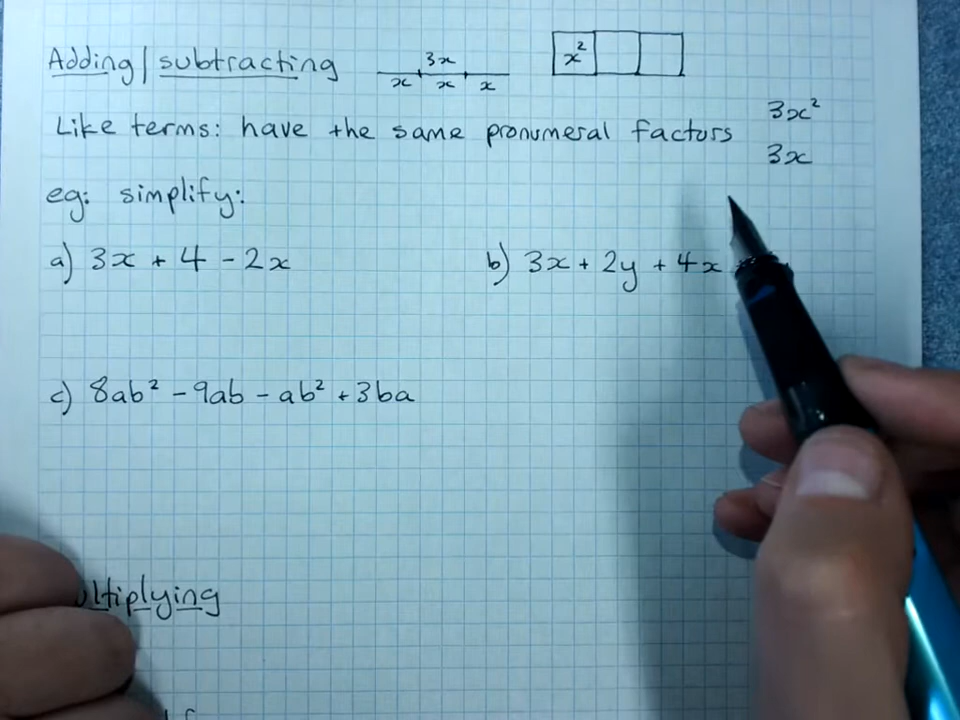 Adding/subtracting
3x
x x x
x²
Like terms: have the same pronumeral factors
3x²
3x
eg: simplify:
a) 3x + 4 - 2x
b) 3x + 2y + 4x
c) 8ab² - 9ab - ab² + 3ba
ltiplying